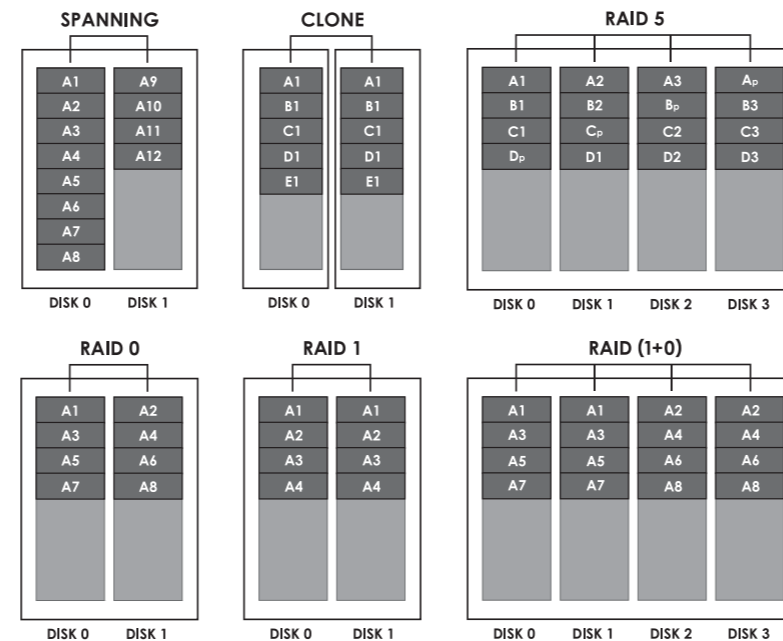 SPANNING
A1 A9
A2 A10
A3 A11
A4 A12
A5
A6
A7
A8
DISK 0 DISK 1
CLONE
A1 A1
B1 B1
C1 C1
D1 D1
E1 E1
DISK 0 DISK 1
RAID 5
A1 A2 A3 Ap
B1 B2 Bp B3
C1 Cp C2 C3
Dp D1 D2 D3
DISK 0 DISK 1 DISK 2 DISK 3
RAID 0
A1 A2
A3 A4
A5 A6
A7 A8
DISK 0 DISK 1
RAID 1
A1 A1
A2 A2
A3 A3
A4 A4
DISK 0 DISK 1
RAID (1+0)
A1 A1 A2 A2
A3 A3 A4 A4
A5 A5 A6 A6
A7 A7 A8 A8
DISK 0 DISK 1 DISK 2 DISK 3